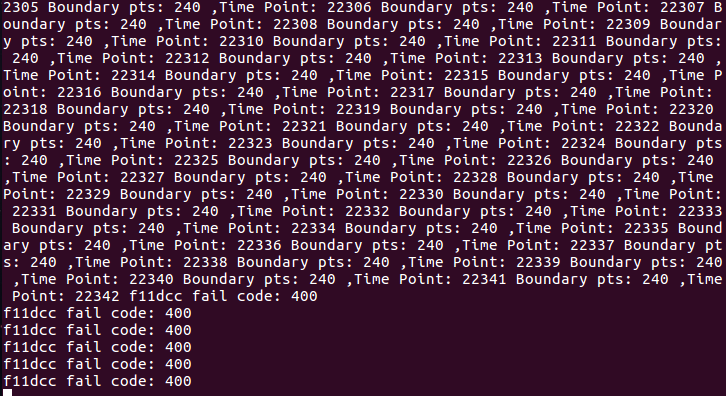 2305 Boundary pts: 240 ,Time Point: 22306 Boundary pts: 240 ,Time Point: 22307 B
oundary pts: 240 ,Time Point: 22308 Boundary pts: 240 ,Time Point: 22309 Boundar
y pts: 240 ,Time Point: 22310 Boundary pts: 240 ,Time Point: 22311 Boundary pts:
 240 ,Time Point: 22312 Boundary pts: 240 ,Time Point: 22313 Boundary pts: 240 ,
Time Point: 22314 Boundary pts: 240 ,Time Point: 22315 Boundary pts: 240 ,Time P
oint: 22316 Boundary pts: 240 ,Time Point: 22317 Boundary pts: 240 ,Time Point:
22318 Boundary pts: 240 ,Time Point: 22319 Boundary pts: 240 ,Time Point: 22320
Boundary pts: 240 ,Time Point: 22321 Boundary pts: 240 ,Time Point: 22322 Bounda
ry pts: 240 ,Time Point: 22323 Boundary pts: 240 ,Time Point: 22324 Boundary pts
: 240 ,Time Point: 22325 Boundary pts: 240 ,Time Point: 22326 Boundary pts: 240
,Time Point: 22327 Boundary pts: 240 ,Time Point: 22328 Boundary pts: 240 ,Time
Point: 22329 Boundary pts: 240 ,Time Point: 22330 Boundary pts: 240 ,Time Point:
 22331 Boundary pts: 240 ,Time Point: 22332 Boundary pts: 240 ,Time Point: 22333
 Boundary pts: 240 ,Time Point: 22334 Boundary pts: 240 ,Time Point: 22335 Bound
ary pts: 240 ,Time Point: 22336 Boundary pts: 240 ,Time Point: 22337 Boundary pt
s: 240 ,Time Point: 22338 Boundary pts: 240 ,Time Point: 22339 Boundary pts: 240
 ,Time Point: 22340 Boundary pts: 240 ,Time Point: 22341 Boundary pts: 240 ,Time
 Point: 22342 f11dcc fail code: 400
f11dcc fail code: 400
f11dcc fail code: 400
f11dcc fail code: 400
f11dcc fail code: 400
f11dcc fail code: 400